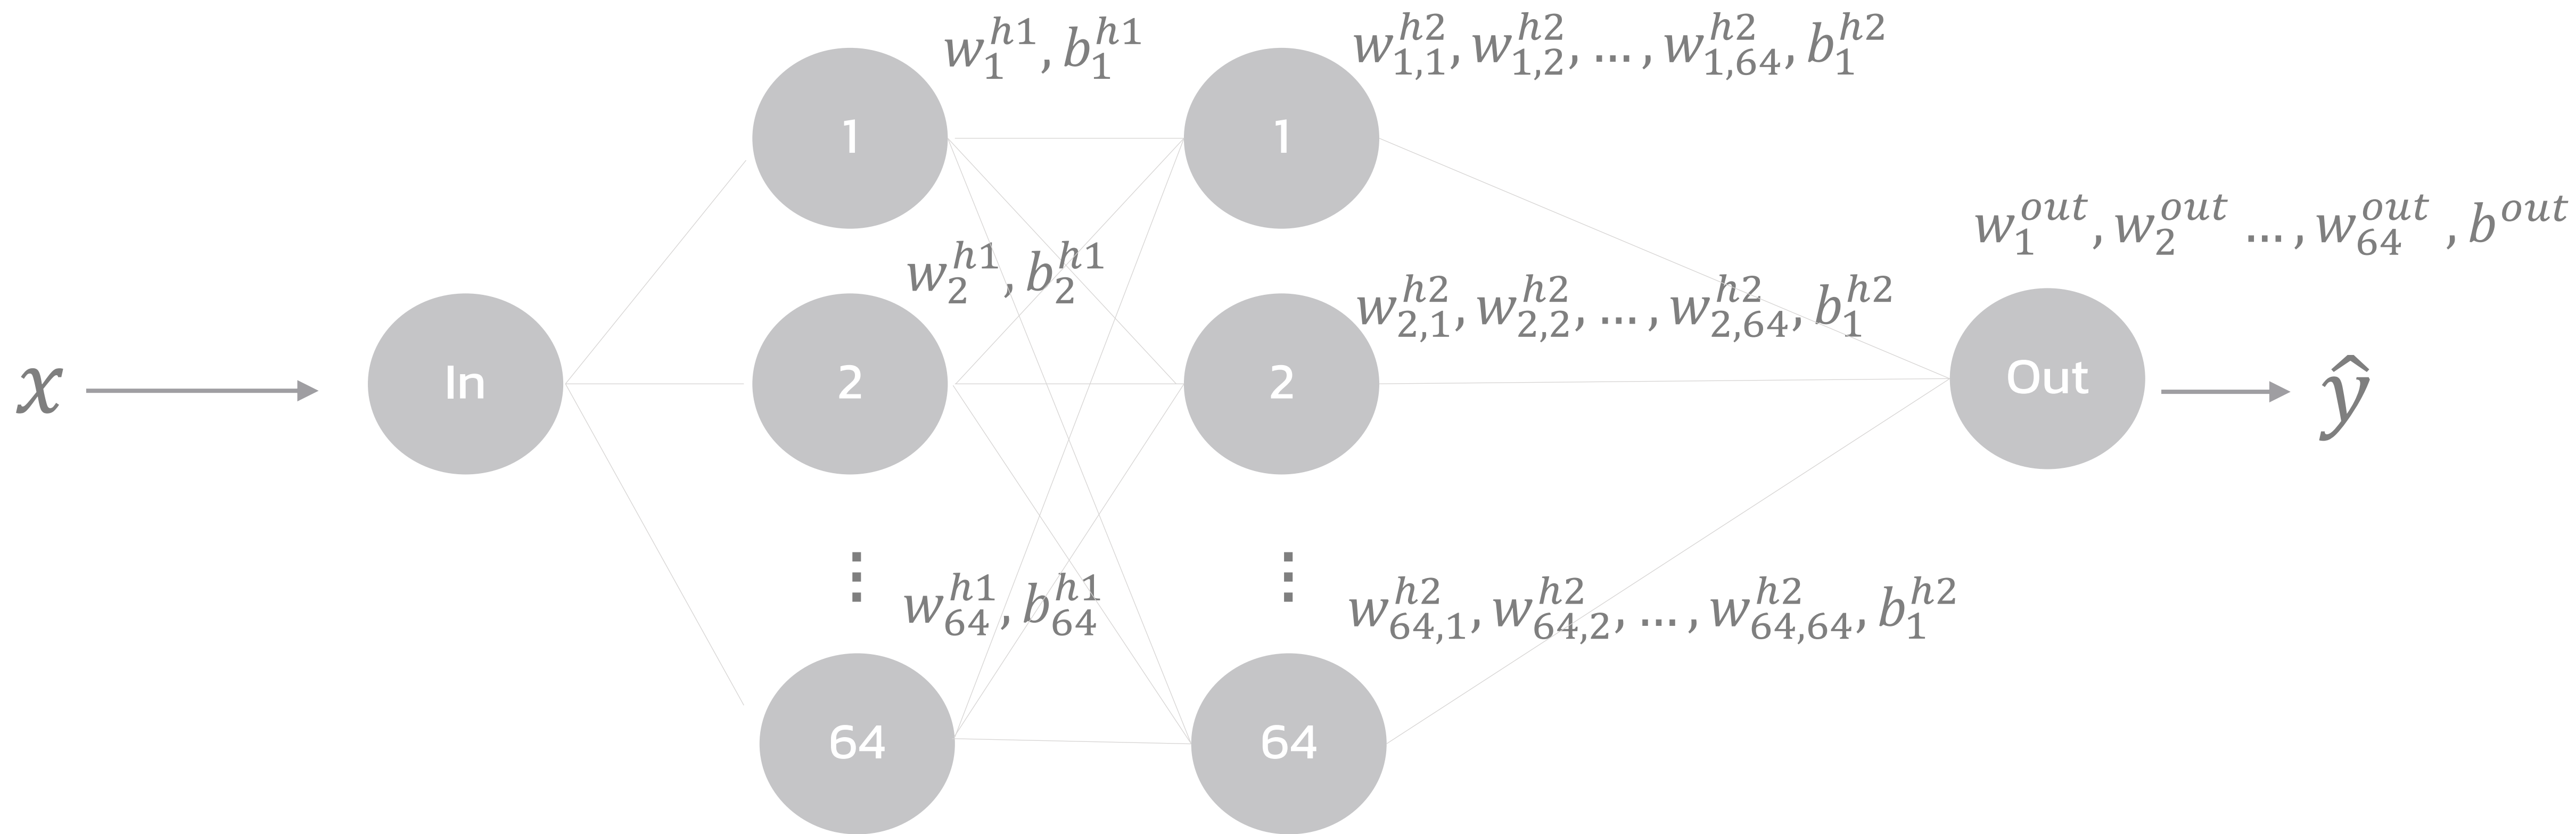 w_1^{h1}, b_1^{h1}
w_{1,1}^{h2}, w_{1,2}^{h2}, ..., w_{1,64}^{h2}, b_1^{h2}
1
1
w_1^{out}, w_2^{out} ..., w_{64}^{out}, b^{out}
w_2^{h1}, b_2^{h1}
w_{2,1}^{h2}, w_{2,2}^{h2}, ..., w_{2,64}^{h2}, b_1^{h2}
x
In
2
2
Out
ŷ
⋮
⋮
w_{64}^{h1}, b_{64}^{h1}
w_{64,1}^{h2}, w_{64,2}^{h2}, ..., w_{64,64}^{h2}, b_1^{h2}
64
64